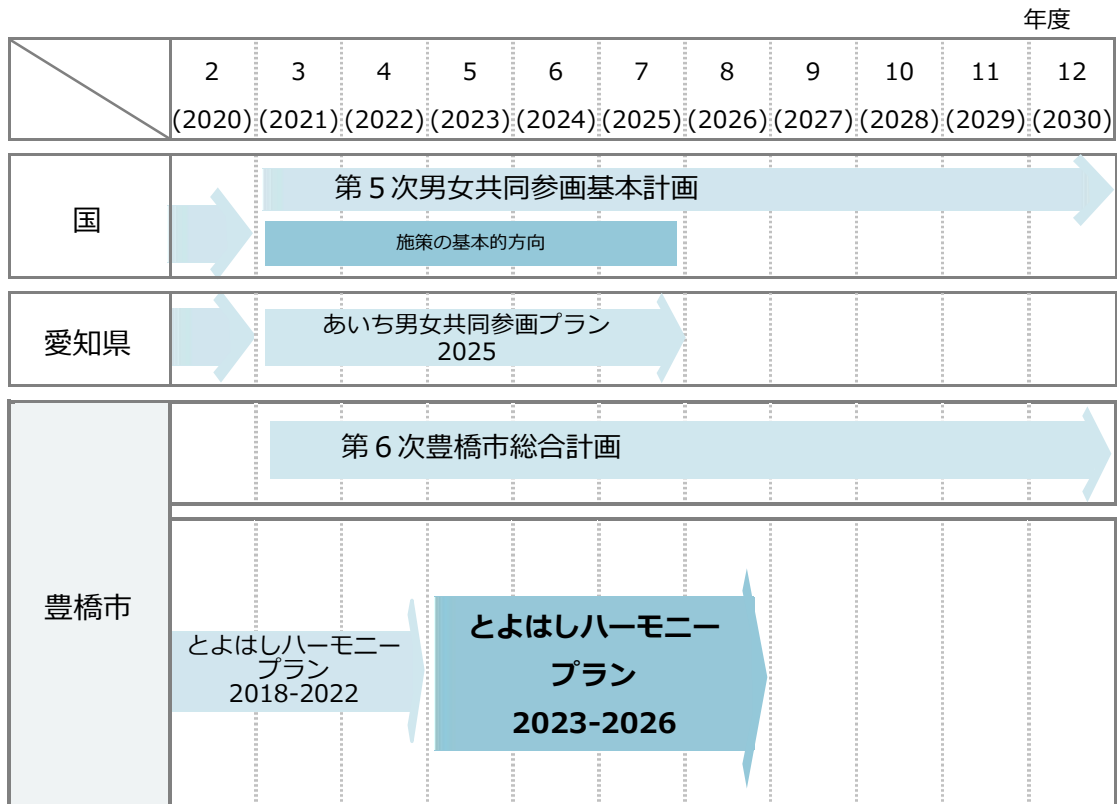 年度
2 3 4 5 6 7 8 9 10 11 12
(2020) (2021) (2022) (2023) (2024) (2025) (2026) (2027) (2028) (2029) (2030)
国
第５次男女共同参画基本計画
施策の基本的方向
愛知県
あいち男女共同参画プラン
2025
豊橋市
第６次豊橋市総合計画
とよはしハーモニー
プラン
2018-2022
とよはしハーモニー
プラン
2023-2026